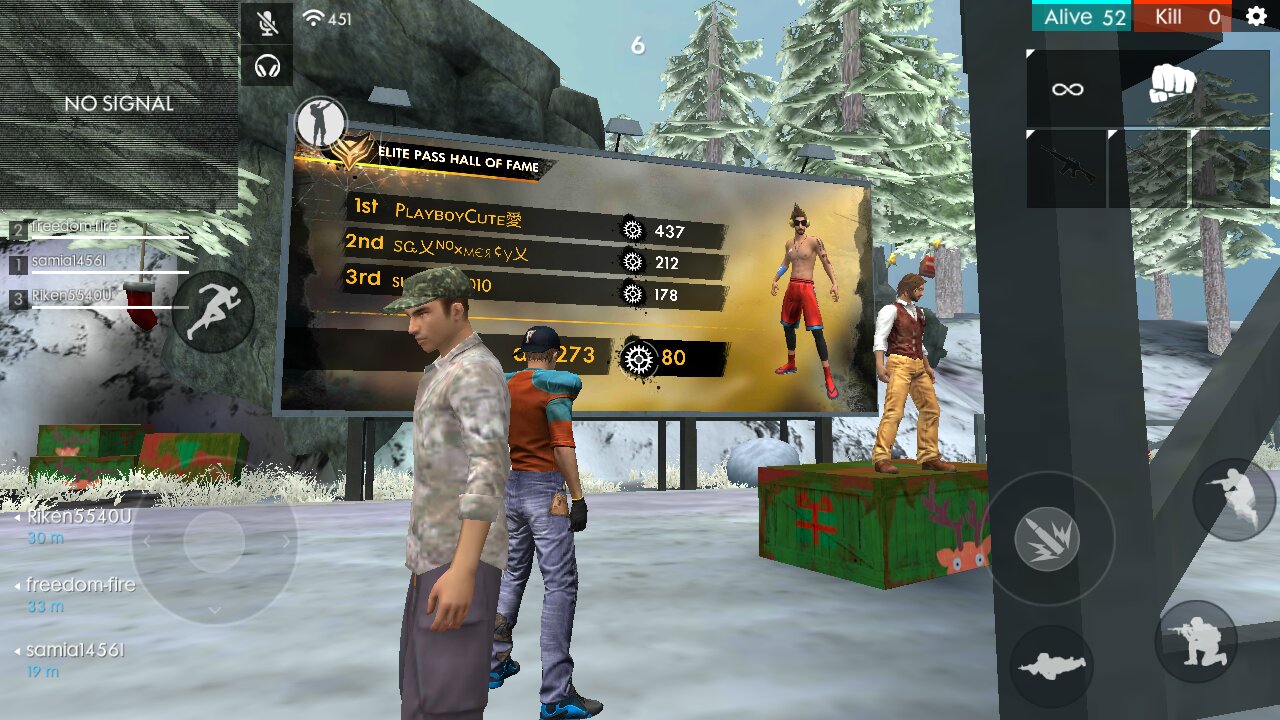 451
6
Alive 52
Kill 0
NO SIGNAL
∞
ELITE PASS HALL OF FAME
1st PLAYBOYCUTE愛 437
2nd 212
3rd 178
273 80
2 freedom-fire
1 samia1456l
3 Riken5540U
Riken5540U
30 m
freedom-fire
33 m
samia1456l
19 m